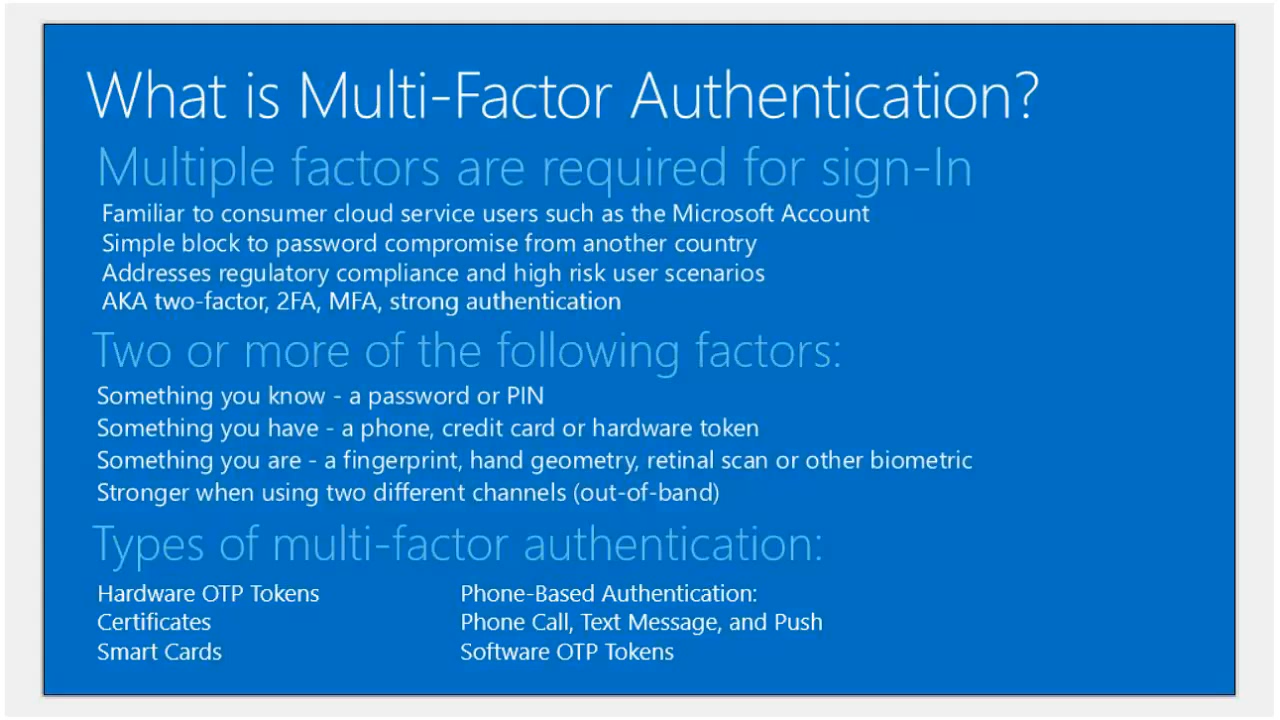 What is Multi-Factor Authentication?
Multiple factors are required for sign-In
Familiar to consumer cloud service users such as the Microsoft Account
Simple block to password compromise from another country
Addresses regulatory compliance and high risk user scenarios
AKA two-factor, 2FA, MFA, strong authentication
Two or more of the following factors:
Something you know - a password or PIN
Something you have - a phone, credit card or hardware token
Something you are - a fingerprint, hand geometry, retinal scan or other biometric
Stronger when using two different channels (out-of-band)
Types of multi-factor authentication:
Hardware OTP Tokens
Certificates
Smart Cards
Phone-Based Authentication:
Phone Call, Text Message, and Push
Software OTP Tokens